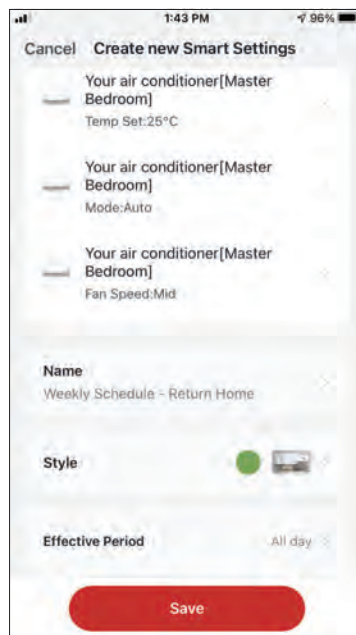 1:43 PM
96%
Cancel Create new Smart Settings
Your air conditioner[Master
Bedroom]
Temp Set:25°C
Your air conditioner[Master
Bedroom]
Mode:Auto
Your air conditioner[Master
Bedroom]
Fan Speed:Mid
Name
Weekly Schedule - Return Home
Style
Effective Period All day
Save